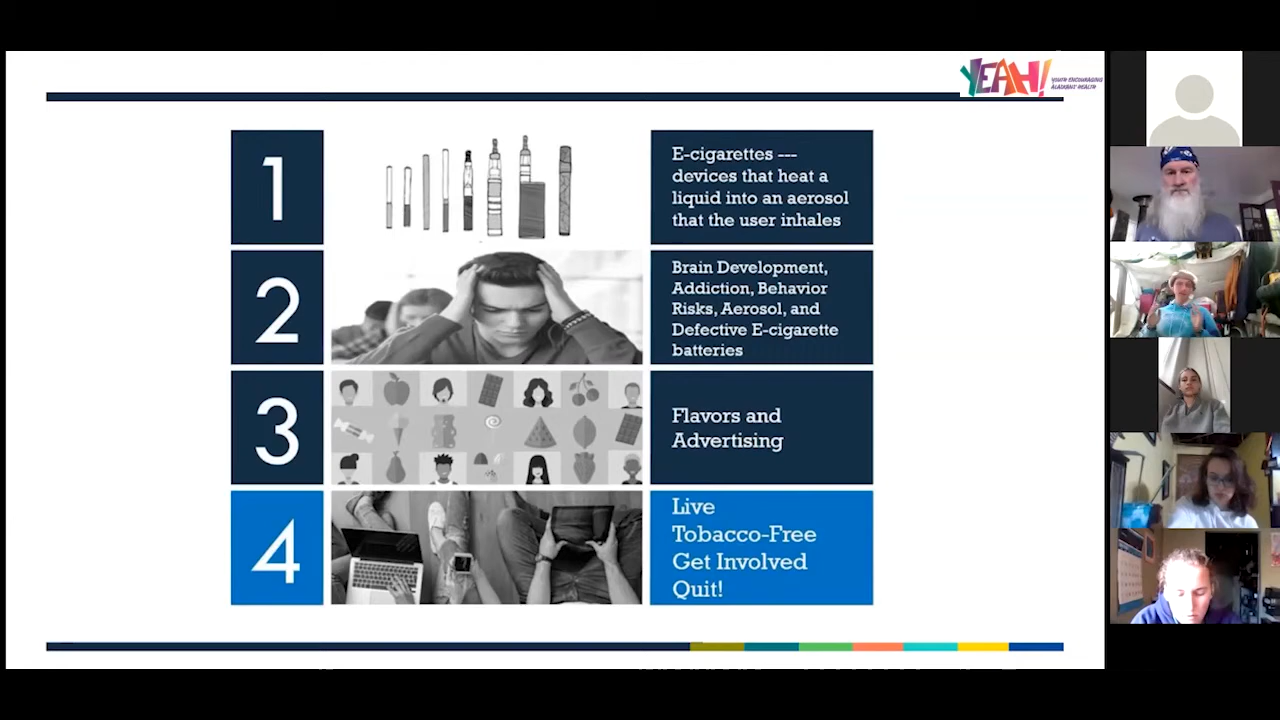 YEAH!
YOUTH ENCOURAGING
ALASKANS' HEALTH
1
E-cigarettes ---
devices that heat a
liquid into an aerosol
that the user inhales
2
Brain Development,
Addiction, Behavior
Risks, Aerosol, and
Defective E-cigarette
batteries
3
Flavors and
Advertising
4
Live
Tobacco-Free
Get Involved
Quit!